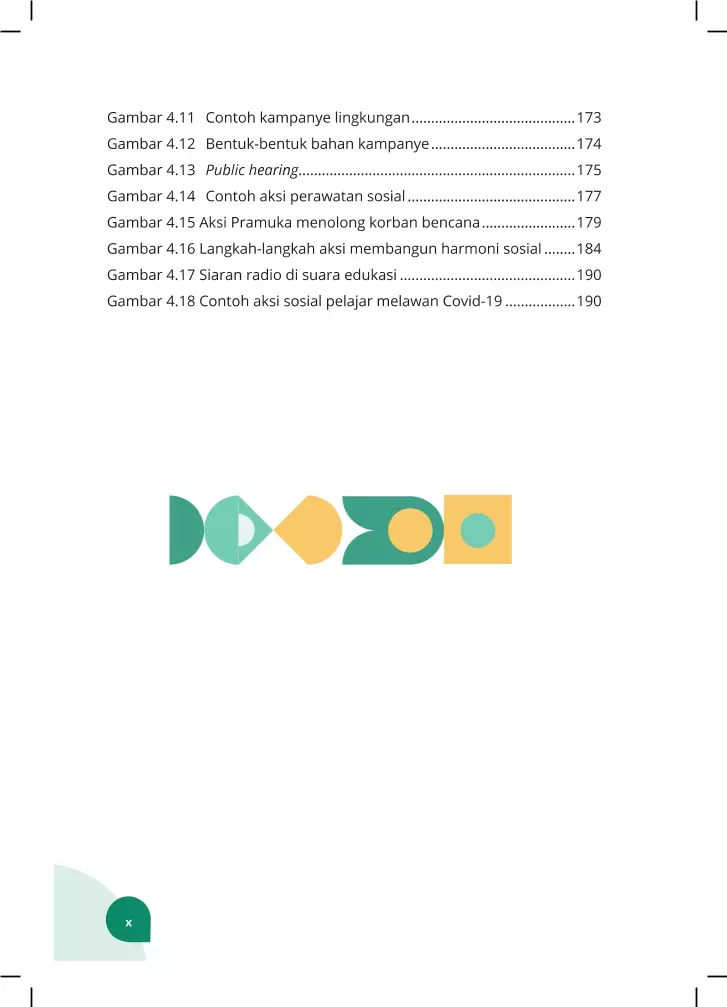 Gambar 4.11 Contoh kampanye lingkungan..........................................173
Gambar 4.12 Bentuk-bentuk bahan kampanye.....................................174
Gambar 4.13 Public hearing.......................................................................175
Gambar 4.14 Contoh aksi perawatan sosial...........................................177
Gambar 4.15 Aksi Pramuka menolong korban bencana........................179
Gambar 4.16 Langkah-langkah aksi membangun harmoni sosial........184
Gambar 4.17 Siaran radio di suara edukasi.............................................190
Gambar 4.18 Contoh aksi sosial pelajar melawan Covid-19..................190
x